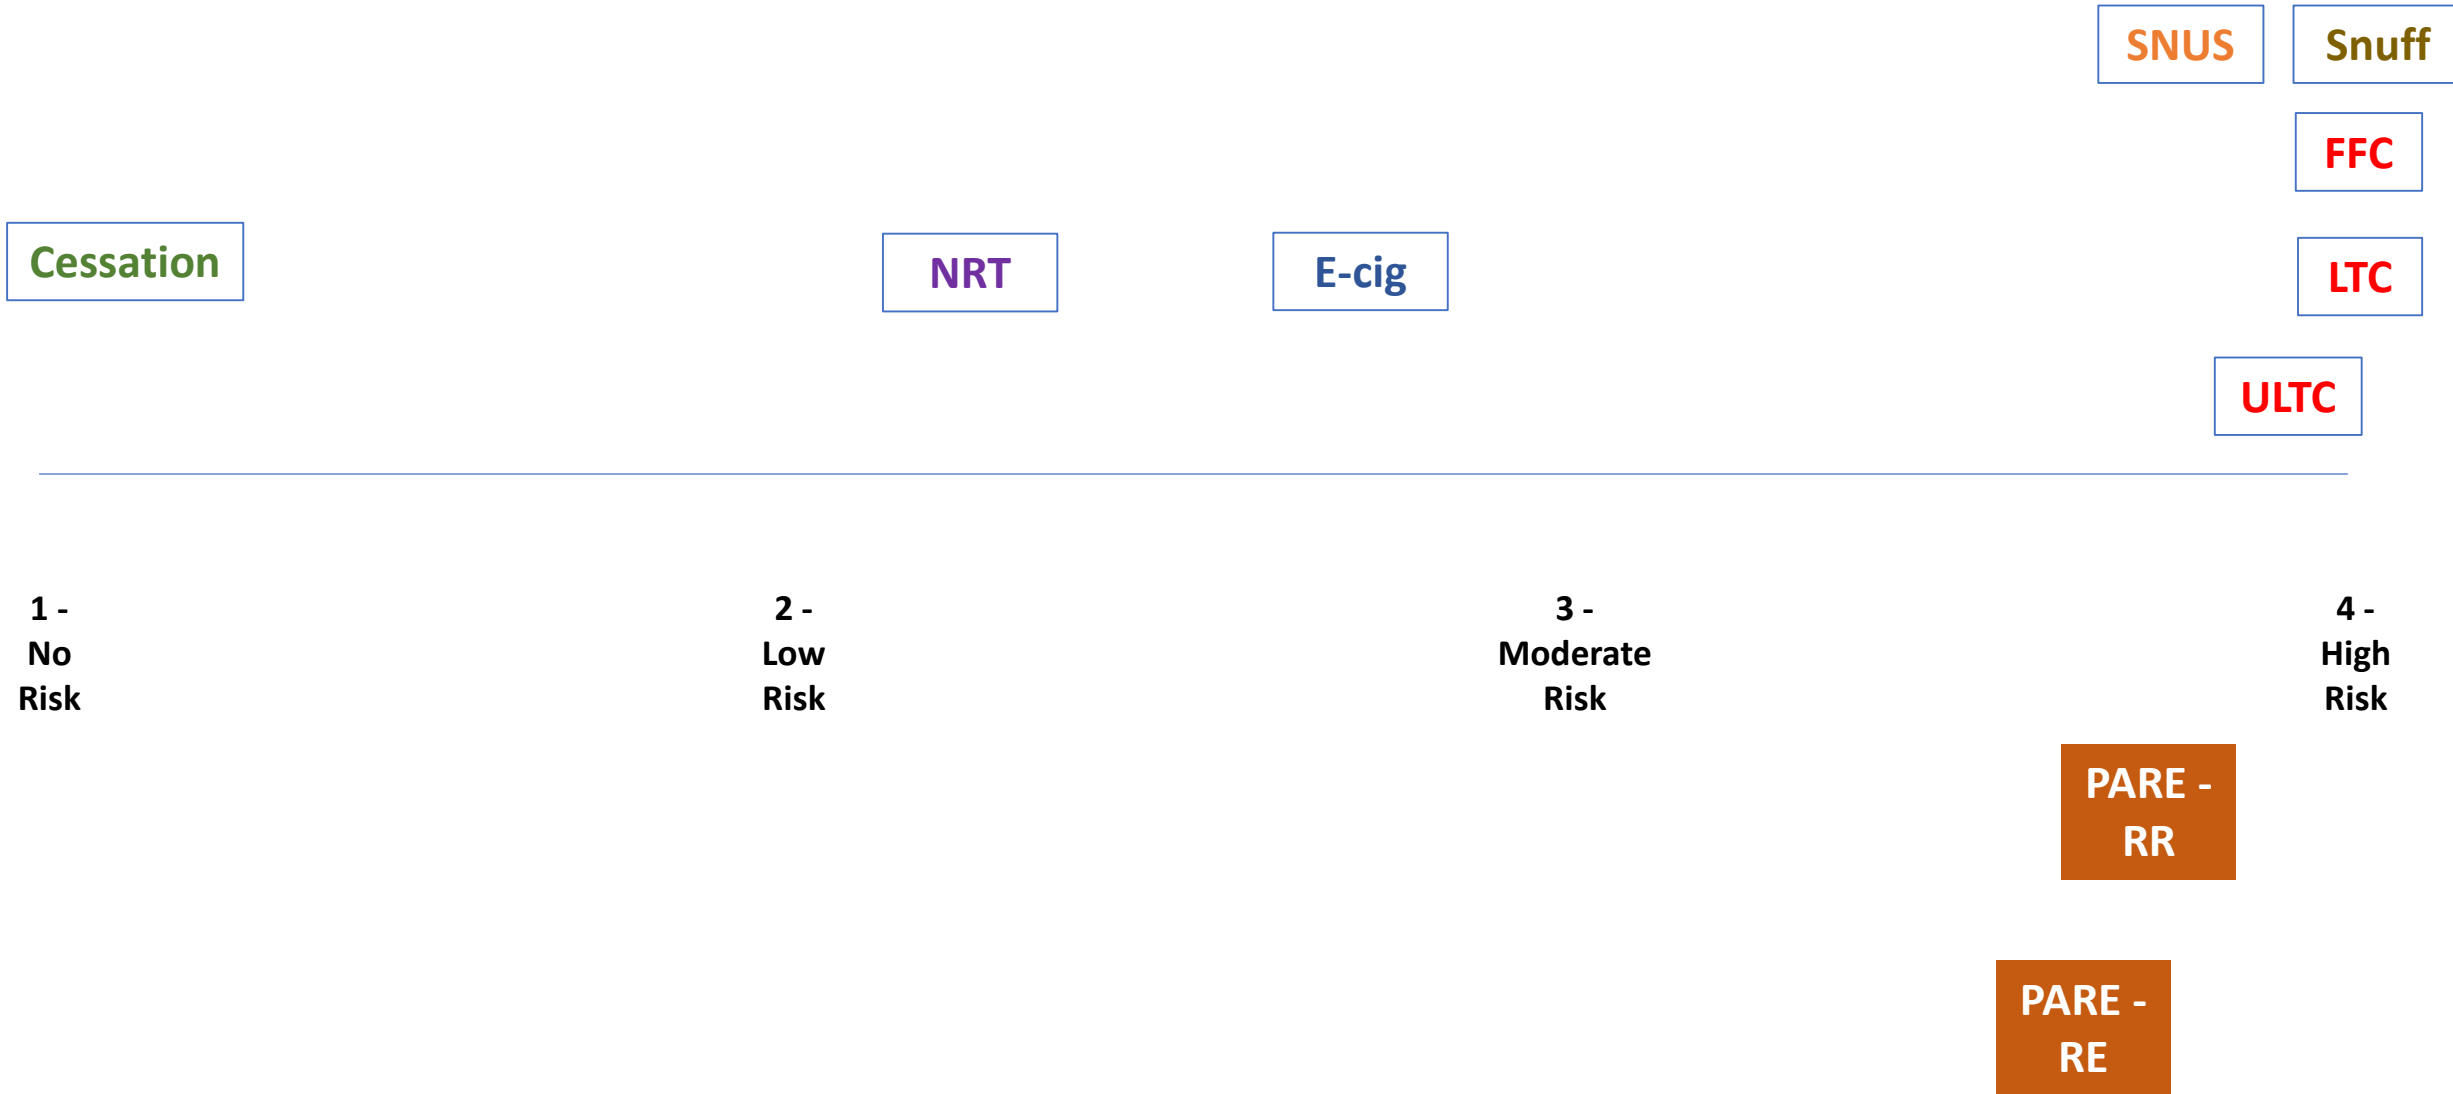 SNUS
Snuff
FFC
Cessation
NRT
E-cig
LTC
ULTC
1 -
No
Risk
2 -
Low
Risk
3 -
Moderate
Risk
4 -
High
Risk
PARE -
RR
PARE -
RE